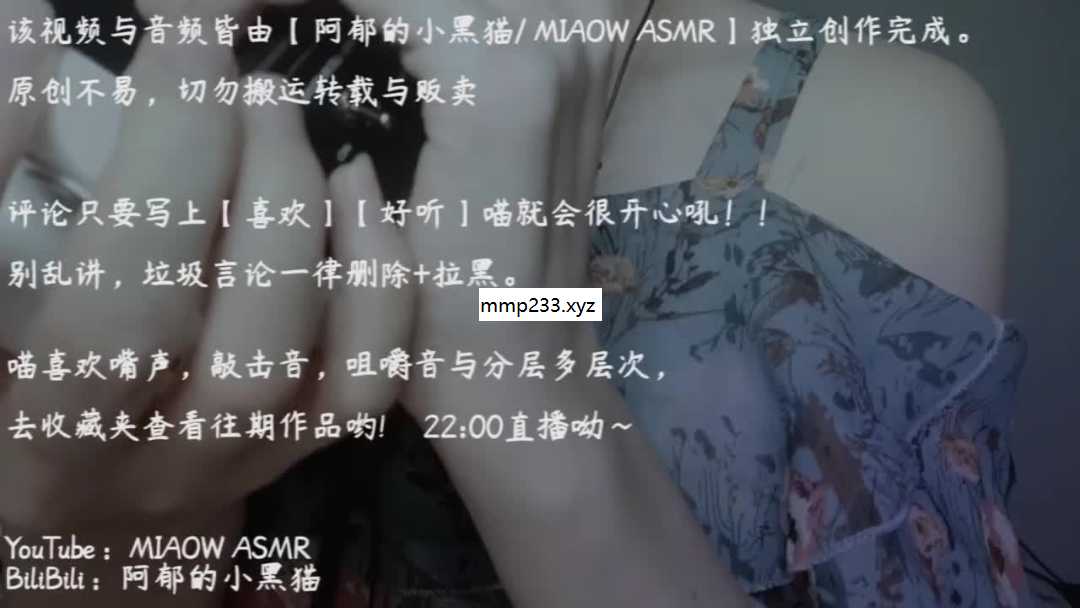 该视频与音频皆由【阿郁的小黑猫/ MIAOW ASMR】独立创作完成。
原创不易，切勿搬运转载与贩卖
评论只要写上【喜欢】【好听】喵就会很开心吼！！
别乱讲，垃圾言论一律删除+拉黑。
mmp233.xyz
喵喜欢嘴声，敲击音，咀嚼音与分层多层次，
去收藏夹查看往期作品哟!　22:00直播呦~
YouTube：MIAOW ASMR
BiliBili：阿郁的小黑猫